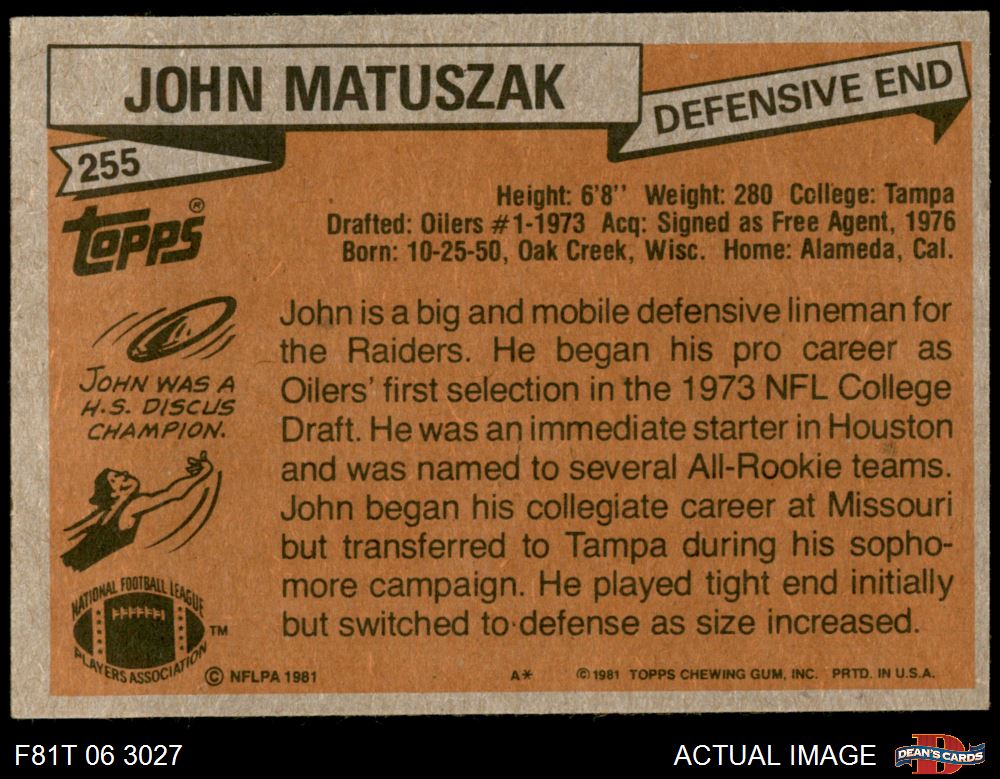 JOHN MATUSZAK
DEFENSIVE END
255
Topps®
Height: 6'8'' Weight: 280 College: Tampa
Drafted: Oilers #1-1973 Acq: Signed as Free Agent, 1976
Born: 10-25-50, Oak Creek, Wisc. Home: Alameda, Cal.
JOHN WAS A
H.S. DISCUS
CHAMPION.
John is a big and mobile defensive lineman for
the Raiders. He began his pro career as
Oilers' first selection in the 1973 NFL College
Draft. He was an immediate starter in Houston
and was named to several All-Rookie teams.
John began his collegiate career at Missouri
but transferred to Tampa during his sopho-
more campaign. He played tight end initially
but switched to defense as size increased.
NATIONAL FOOTBALL LEAGUE
PLAYERS ASSOCIATION
TM
© NFLPA 1981
A*
© 1981 TOPPS CHEWING GUM, INC. PRTD. IN U.S.A.
F81T 06 3027
ACTUAL IMAGE
D
DEAN'S CARDS